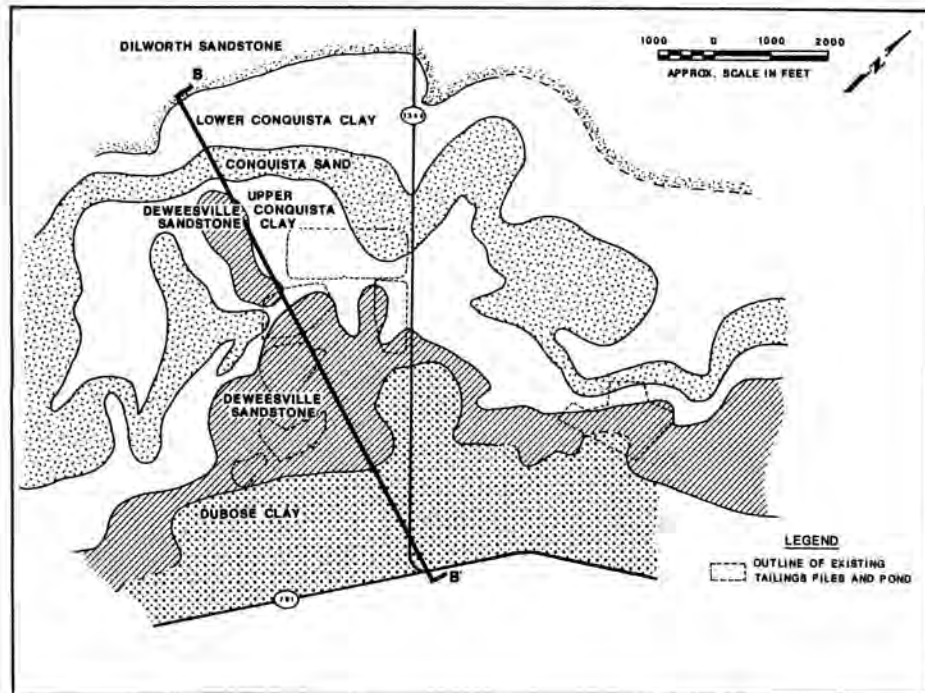 DILWORTH SANDSTONE
1000 0 1000 2000
APPROX. SCALE IN FEET
N
B
LOWER CONQUISTA CLAY
1344
CONQUISTA SAND
UPPER
CONQUISTA
CLAY
DEWEESVILLE
SANDSTONE
DEWEESVILLE
SANDSTONE
DUBOSE CLAY
B'
791
LEGEND
OUTLINE OF EXISTING
TAILINGS PILES AND POND